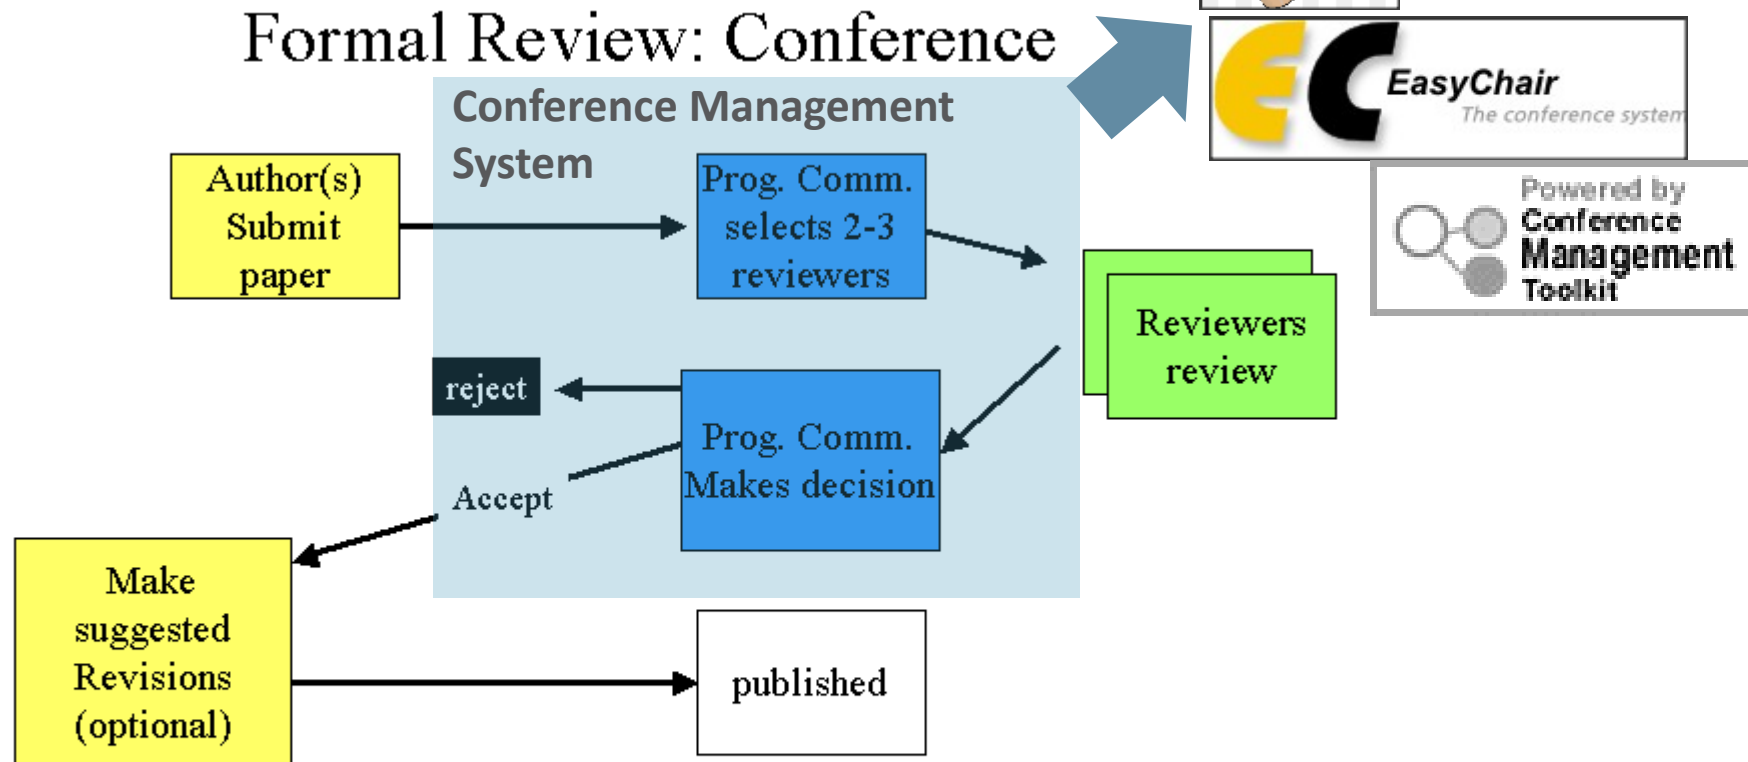 Formal Review: Conference
Conference Management
System
Author(s)
Submit
paper
Prog. Comm.
selects 2-3
reviewers
Reviewers
review
Prog. Comm.
Makes decision
reject
Accept
Make
suggested
Revisions
(optional)
published
EC EasyChair
The conference system
Powered by
Conference
Management
Toolkit